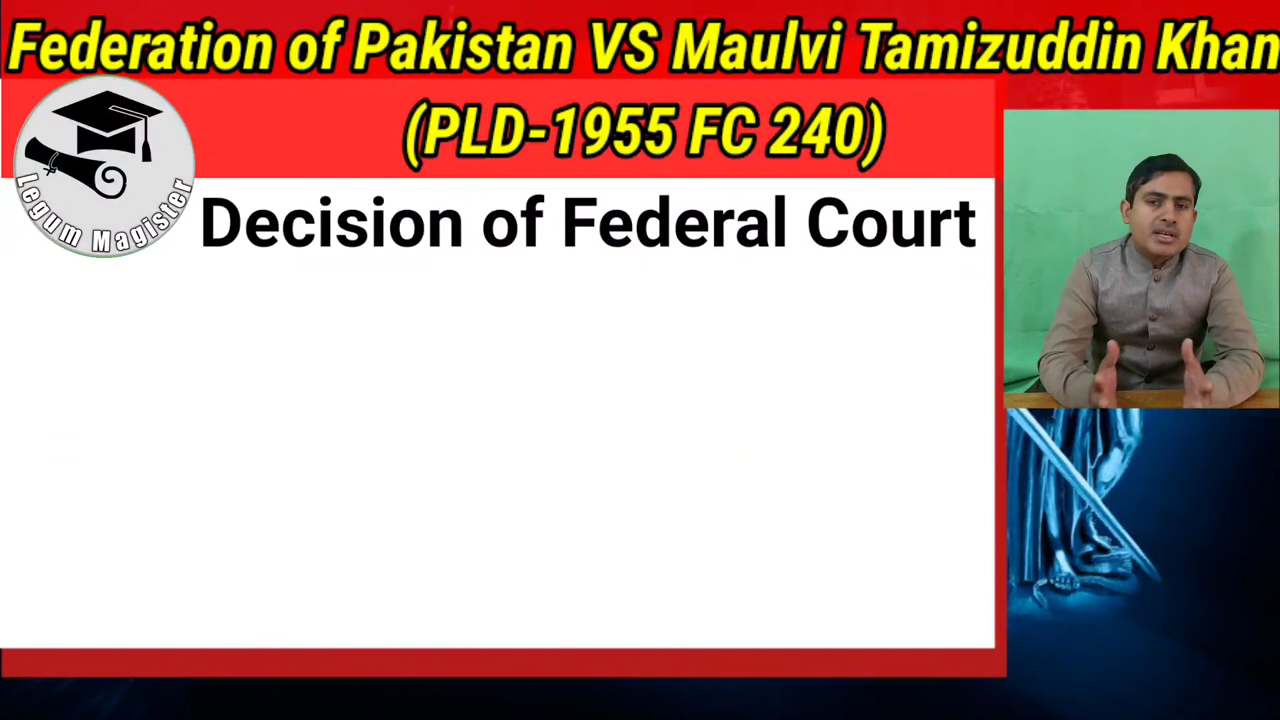 Federation of Pakistan VS Maulvi Tamizuddin Khan
(PLD-1955 FC 240)
Legum Magister
Decision of Federal Court